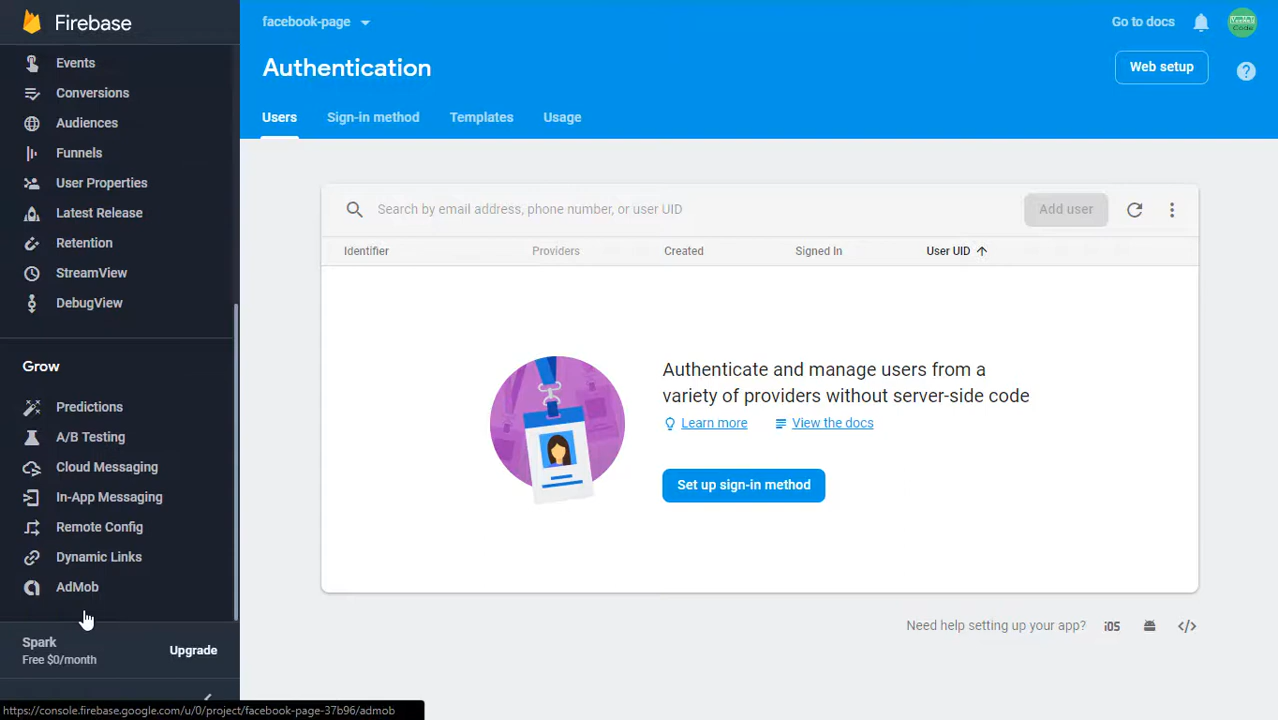 Firebase
Events
Conversions
Audiences
Funnels
User Properties
Latest Release
Retention
StreamView
DebugView
Grow
Predictions
A/B Testing
Cloud Messaging
In-App Messaging
Remote Config
Dynamic Links
AdMob
Spark
Free $0/month
Upgrade
https://console.firebase.google.com/u/0/project/facebook-page-37b96/admob
facebook-page
Go to docs
Authentication
Web setup
Users Sign-in method Templates Usage
Search by email address, phone number, or user UID
Add user
Identifier Providers Created Signed In User UID
Authenticate and manage users from a
variety of providers without server-side code
Learn more View the docs
Set up sign-in method
Need help setting up your app? iOS